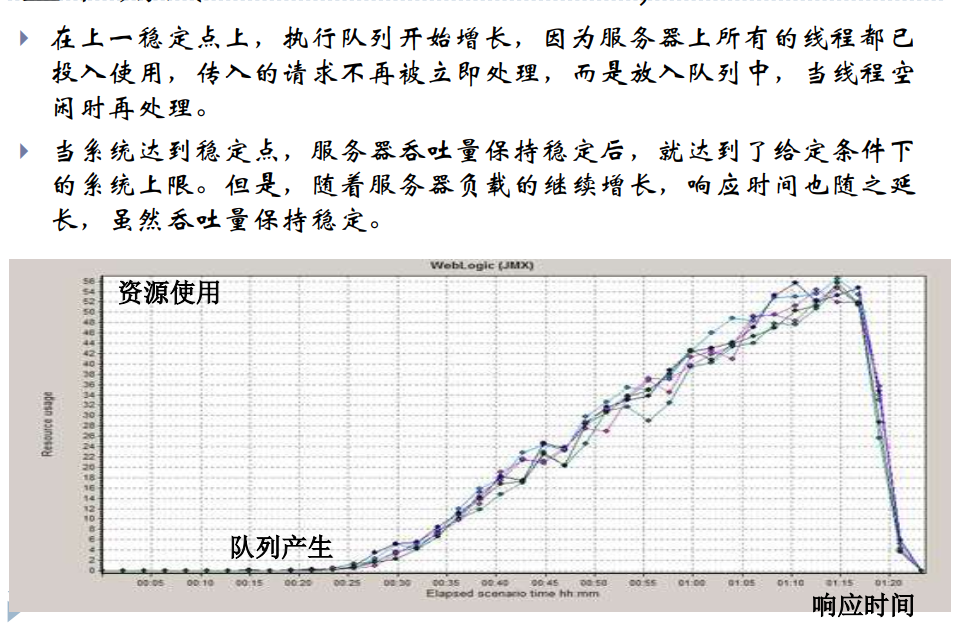 在上一稳定点上，执行队列开始增长，因为服务器上所有的线程都已
投入使用，传入的请求不再被立即处理，而是放入队列中，当线程空
闲时再处理。
当系统达到稳定点，服务器吞吐量保持稳定后，就达到了给定条件下
的系统上限。但是，随着服务器负载的继续增长，响应时间也随之延
长，虽然吞吐量保持稳定。
WebLogic (JMX)
资源使用
56
54
52
50
48
46
44
42
40
38
36
34
32
30
28
26
24
22
20
18
16
14
12
10
8
6
4
2
0
Resource usage
队列产生
00:05 00:10 00:15 00:20 00:25 00:30 00:35 00:40 00:45 00:50 00:55 01:00 01:05 01:10 01:15 01:20
Elapsed scenario time hh:mm
响应时间